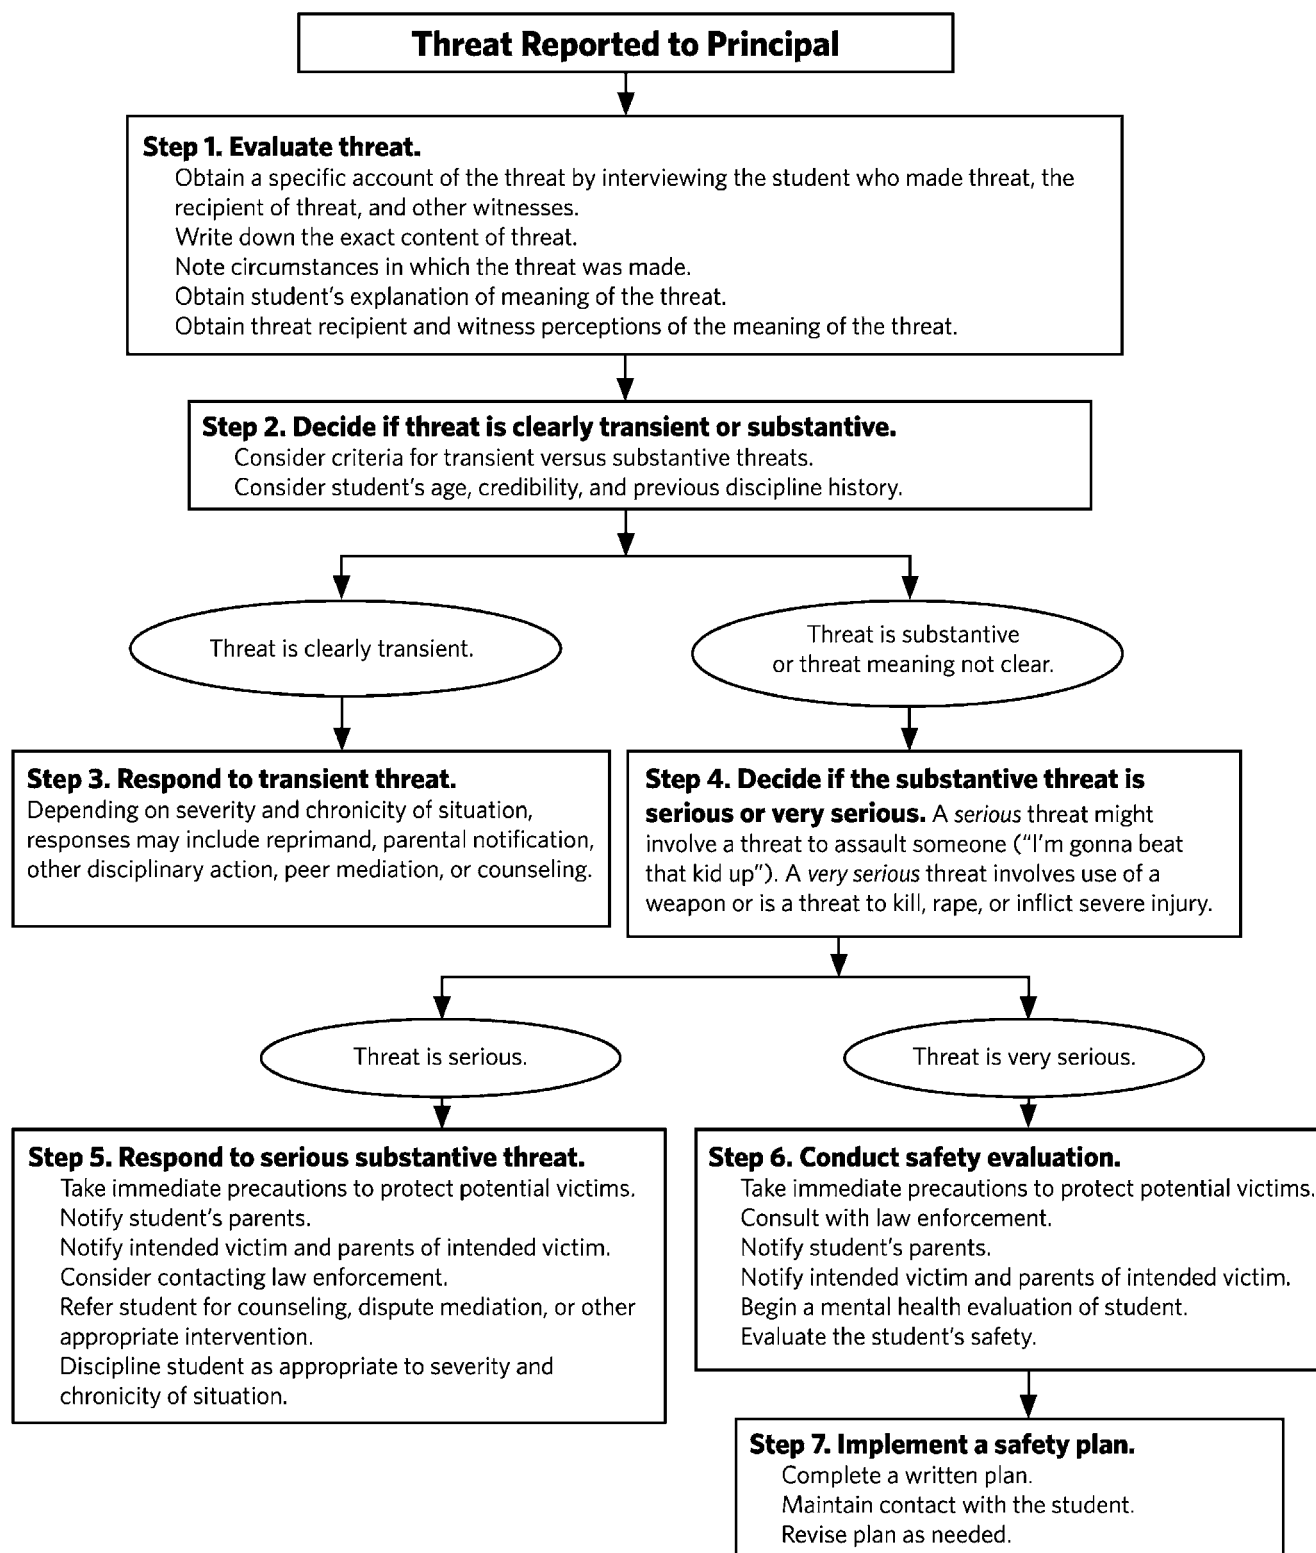 Threat Reported to Principal
Step 1. Evaluate threat.
Obtain a specific account of the threat by interviewing the student who made threat, the
recipient of threat, and other witnesses.
Write down the exact content of threat.
Note circumstances in which the threat was made.
Obtain student's explanation of meaning of the threat.
Obtain threat recipient and witness perceptions of the meaning of the threat.
Step 2. Decide if threat is clearly transient or substantive.
Consider criteria for transient versus substantive threats.
Consider student's age, credibility, and previous discipline history.
Threat is clearly transient.
Threat is substantive
or threat meaning not clear.
Step 3. Respond to transient threat.
Depending on severity and chronicity of situation,
responses may include reprimand, parental notification,
other disciplinary action, peer mediation, or counseling.
Step 4. Decide if the substantive threat is
serious or very serious. A serious threat might
involve a threat to assault someone ("I'm gonna beat
that kid up"). A very serious threat involves use of a
weapon or is a threat to kill, rape, or inflict severe injury.
Threat is serious.
Threat is very serious.
Step 5. Respond to serious substantive threat.
Take immediate precautions to protect potential victims.
Notify student's parents.
Notify intended victim and parents of intended victim.
Consider contacting law enforcement.
Refer student for counseling, dispute mediation, or other
appropriate intervention.
Discipline student as appropriate to severity and
chronicity of situation.
Step 6. Conduct safety evaluation.
Take immediate precautions to protect potential victims.
Consult with law enforcement.
Notify student's parents.
Notify intended victim and parents of intended victim.
Begin a mental health evaluation of student.
Evaluate the student's safety.
Step 7. Implement a safety plan.
Complete a written plan.
Maintain contact with the student.
Revise plan as needed.